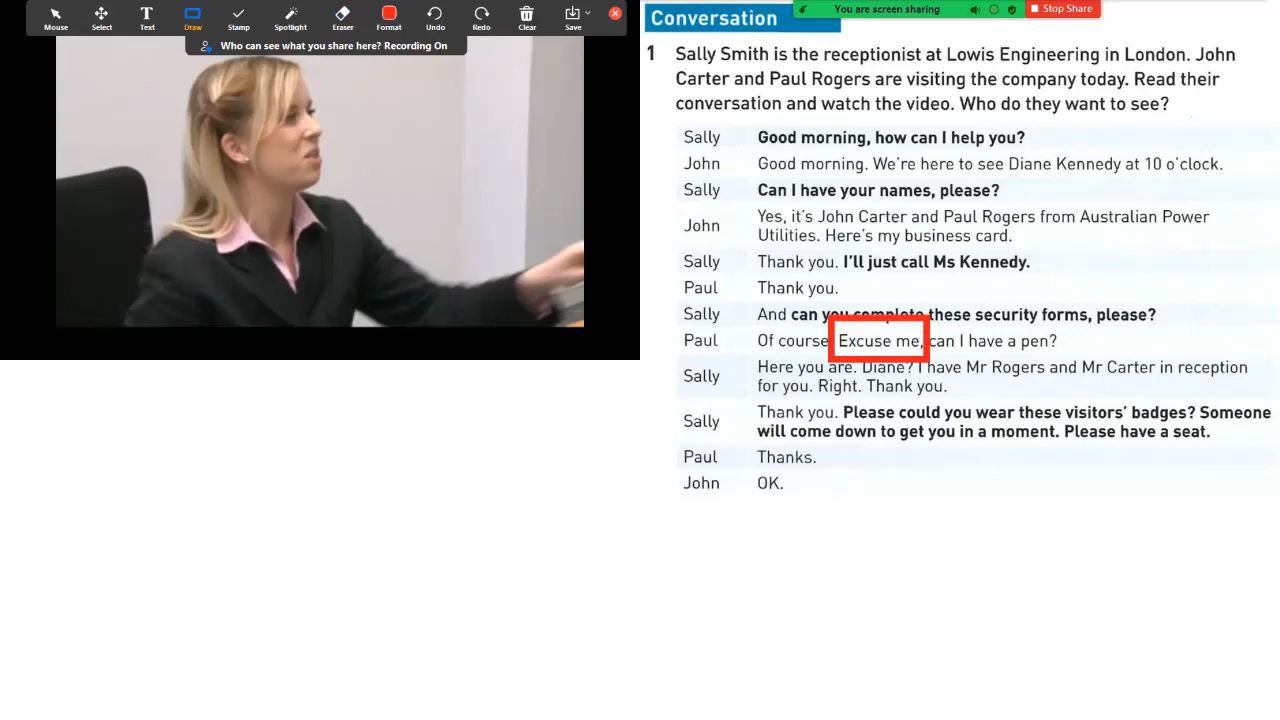 Mouse
Select
Text
Draw
Stamp
Spotlight
Eraser
Format
Undo
Redo
Clear
Save
Who can see what you share here? Recording On
You are screen sharing
Stop Share
Conversation
1 Sally Smith is the receptionist at Lowis Engineering in London. John
Carter and Paul Rogers are visiting the company today. Read their
conversation and watch the video. Who do they want to see?
Sally Good morning, how can I help you?
John Good morning. We're here to see Diane Kennedy at 10 o'clock.
Sally Can I have your names, please?
John Yes, it's John Carter and Paul Rogers from Australian Power
Utilities. Here's my business card.
Sally Thank you. I'll just call Ms Kennedy.
Paul Thank you.
Sally And can you complete these security forms, please?
Paul Of course. Excuse me, can I have a pen?
Sally Here you are. Diane? I have Mr Rogers and Mr Carter in reception
for you. Right. Thank you.
Sally Thank you. Please could you wear these visitors' badges? Someone
will come down to get you in a moment. Please have a seat.
Paul Thanks.
John OK.